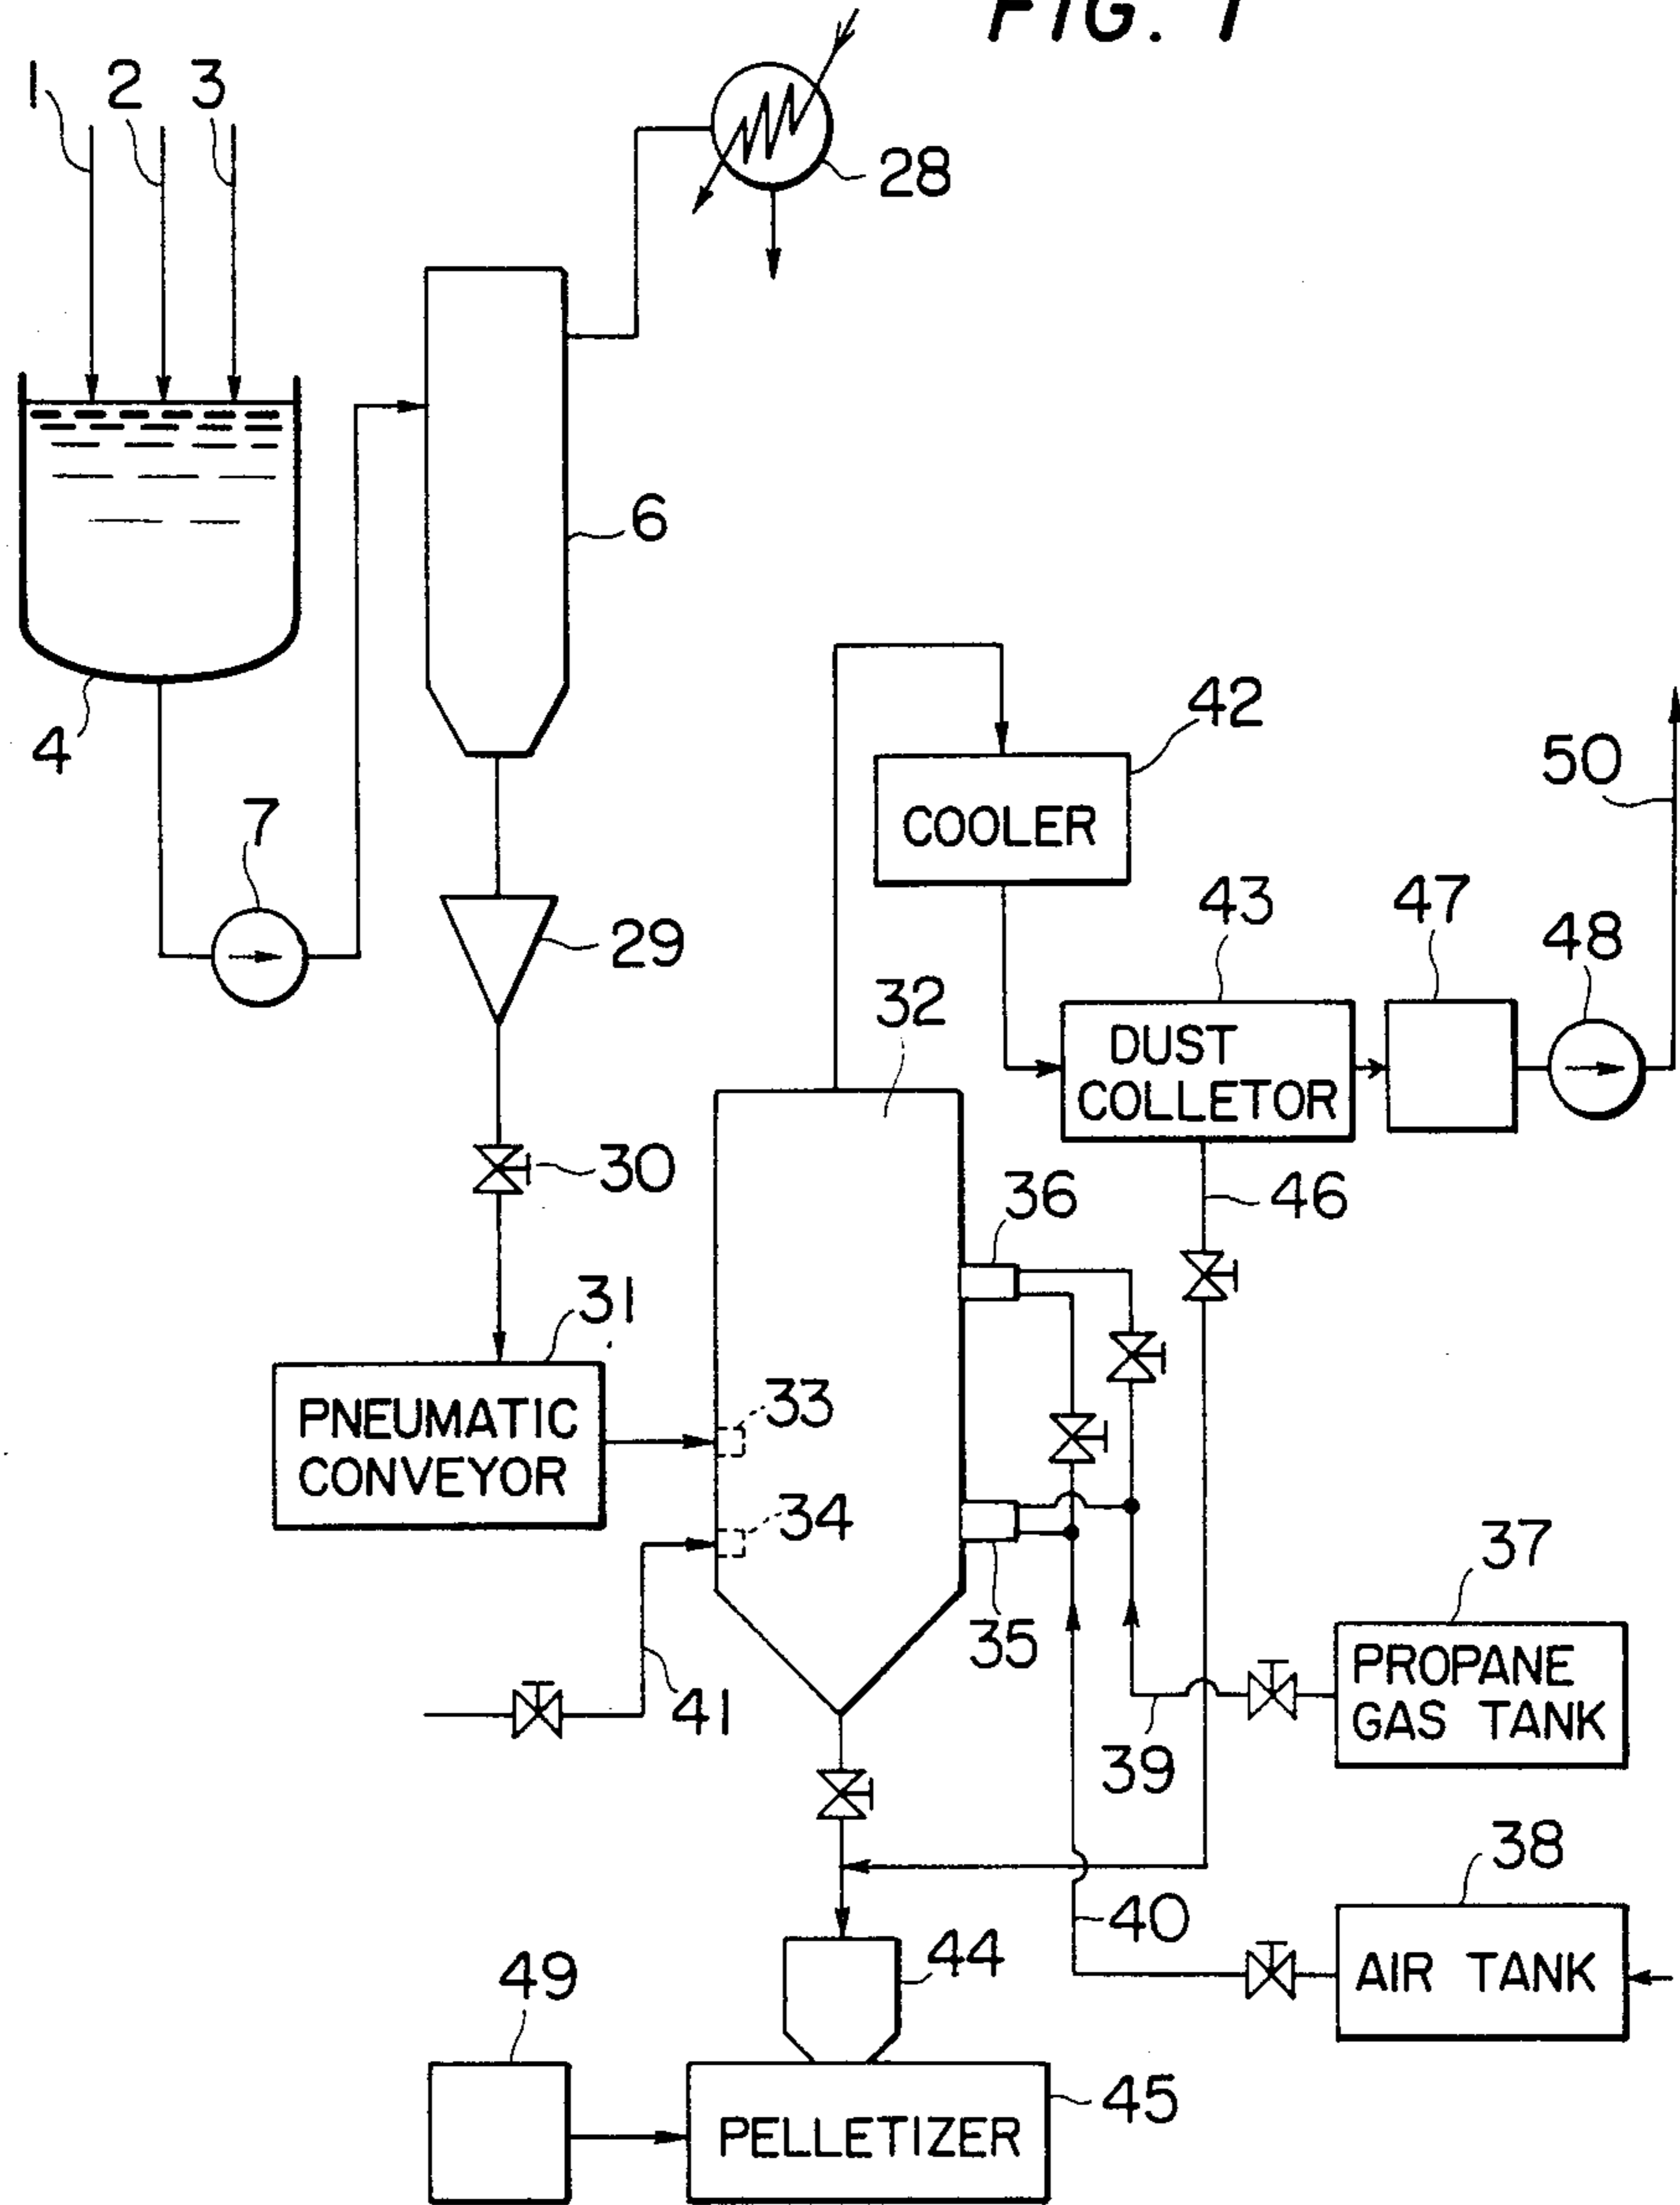 FIG. 1
1 2 3
28
6
4
7
29
42
COOLER
50
43
47
48
32
DUST
COLLETOR
30
36
46
31
PNEUMATIC
CONVEYOR
33
34
35
37
PROPANE
GAS TANK
41
39
38
40
AIR TANK
44
49
45
PELLETIZER